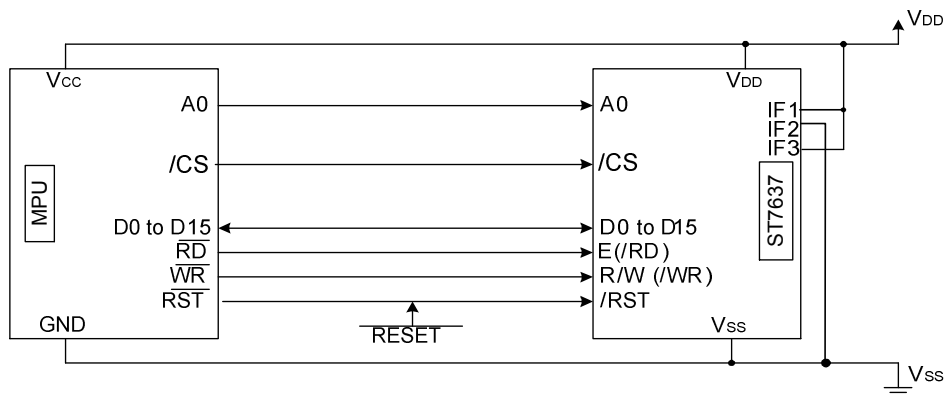 VDD
VCC
VDD
A0
A0
IF1
IF2
IF3
/CS
/CS
MPU
ST7637
D0 to D15
D0 to D15
RD
E(/RD)
WR
R/W (/WR)
RST
/RST
GND
RESET
VSS
VSS